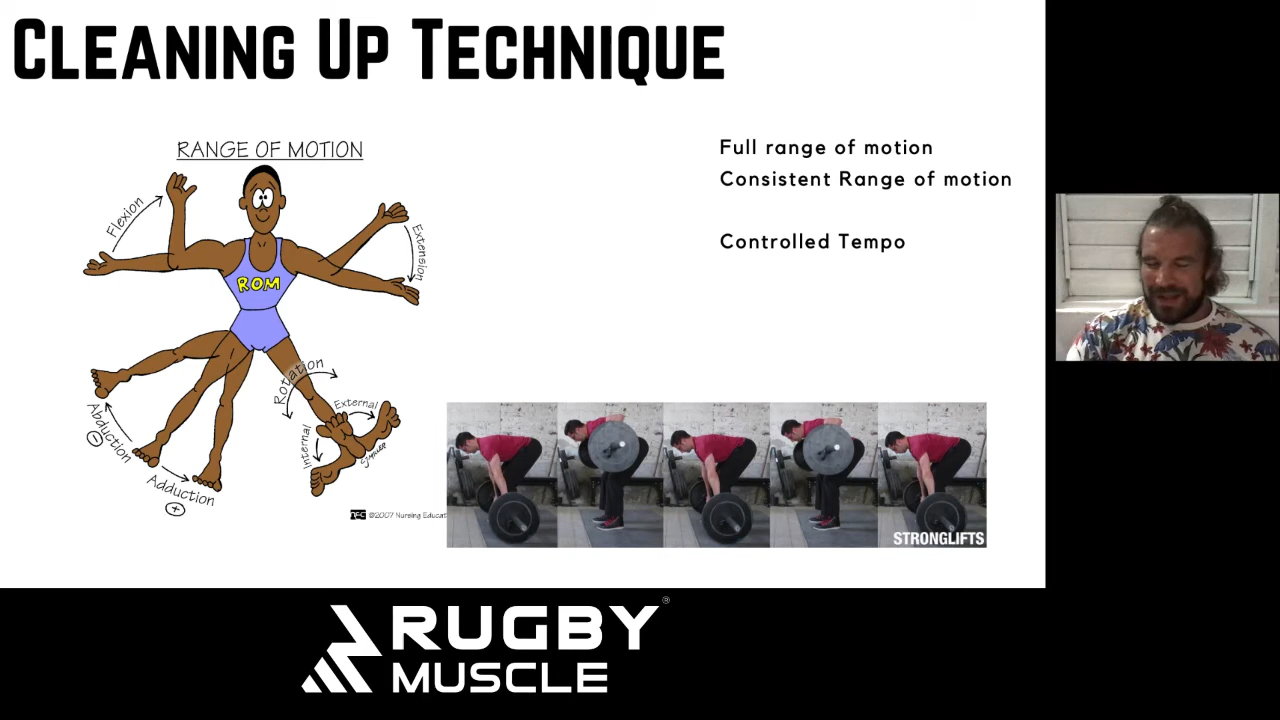 CLEANING UP TECHNIQUE
RANGE OF MOTION
Flexion
Extension
ROM
Rotation
External
Internal
Abduction
Adduction
©2007 Nursing Educat
Full range of motion
Consistent Range of motion
Controlled Tempo
STRONGLIFTS
RUGBY
MUSCLE